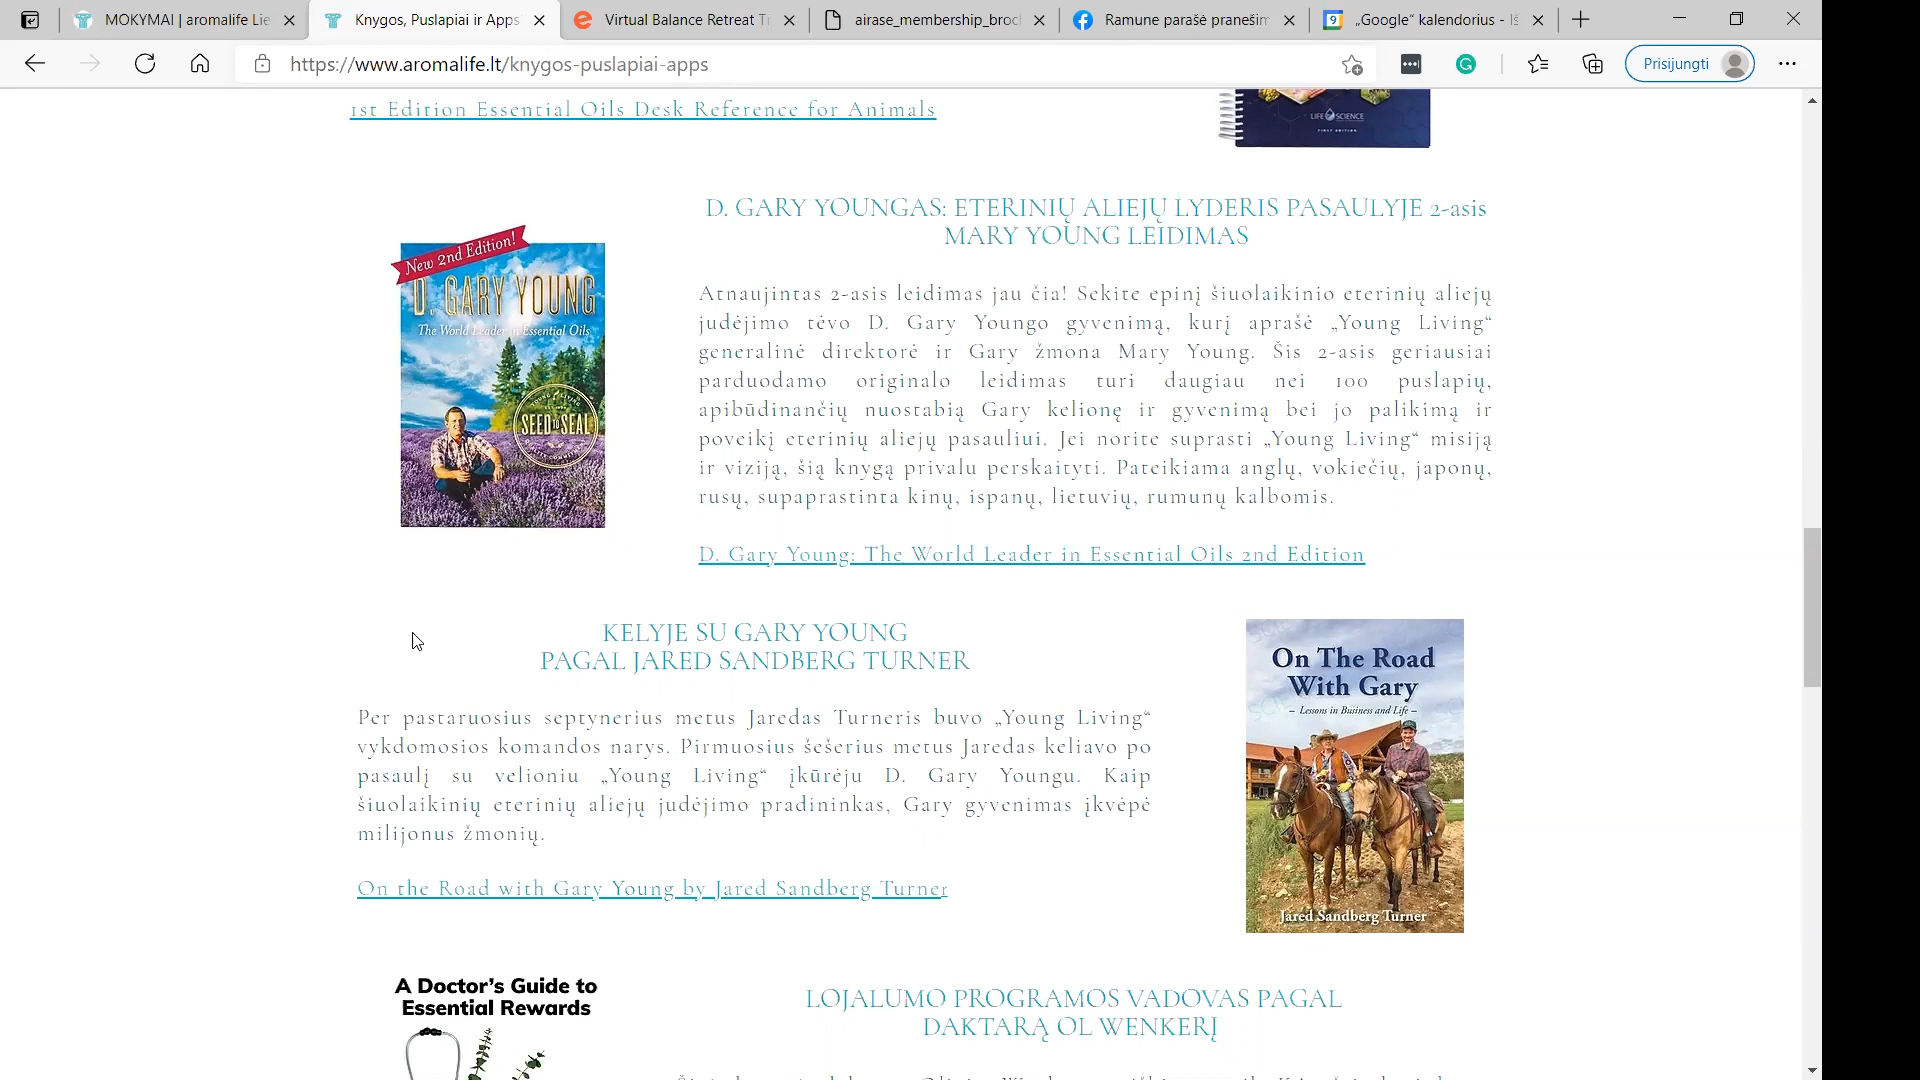 MOKYMAI | aromalife Lie
Knygos, Puslapiai ir Apps
Virtual Balance Retreat
airase_membership_broc
Ramune parašė pranešim
„Google“ kalendorius - Iš
https://www.aromalife.lt/knygos-puslapiai-apps
Prisijungti
1st Edition Essential Oils Desk Reference for Animals
LIFE SCIENCE
FIRST EDITION
D. GARY YOUNGAS: ETERINIŲ ALIEJŲ LYDERIS PASAULYJE 2-asis
MARY YOUNG LEIDIMAS
New 2nd Edition!
D. GARY YOUNG
The World Leader in Essential Oils
SEED TO SEAL
Atnaujintas 2-asis leidimas jau čia! Sekite epinį šiuolaikinio eterinių aliejų
judėjimo tėvo D. Gary Youngo gyvenimą, kurį aprašė „Young Living“
generalinė direktorė ir Gary žmona Mary Young. Šis 2-asis geriausiai
parduodamo originalo leidimas turi daugiau nei 100 puslapių,
apibūdinančių nuostabią Gary kelionę ir gyvenimą bei jo palikimą ir
poveikį eterinių aliejų pasauliui. Jei norite suprasti „Young Living“ misiją
ir viziją, šią knygą privalu perskaityti. Pateikiama anglų, vokiečių, japonų,
rusų, supaprastinta kinų, ispanų, lietuvių, rumunų kalbomis.
D. Gary Young: The World Leader in Essential Oils 2nd Edition
KELYJE SU GARY YOUNG
PAGAL JARED SANDBERG TURNER
Per pastaruosius septynerius metus Jaredas Turneris buvo „Young Living“
vykdomosios komandos narys. Pirmuosius šešerius metus Jaredas keliavo po
pasaulį su velioniu „Young Living“ įkūrėju D. Gary Youngu. Kaip
šiuolaikinių eterinių aliejų judėjimo pradininkas, Gary gyvenimas įkvėpė
milijonus žmonių.
On the Road with Gary Young by Jared Sandberg Turner
On The Road
With Gary
– Lessons in Business and Life –
Jared Sandberg Turner
A Doctor's Guide to
Essential Rewards
LOJALUMO PROGRAMOS VADOVAS PAGAL
DAKTARĄ OL WENKERĮ